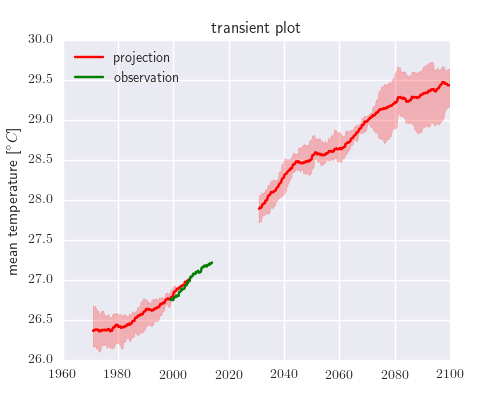 transient plot
30.0
29.5
29.0
28.5
28.0
27.5
27.0
26.5
26.0
mean temperature [°C]
projection
observation
1960 1980 2000 2020 2040 2060 2080 2100